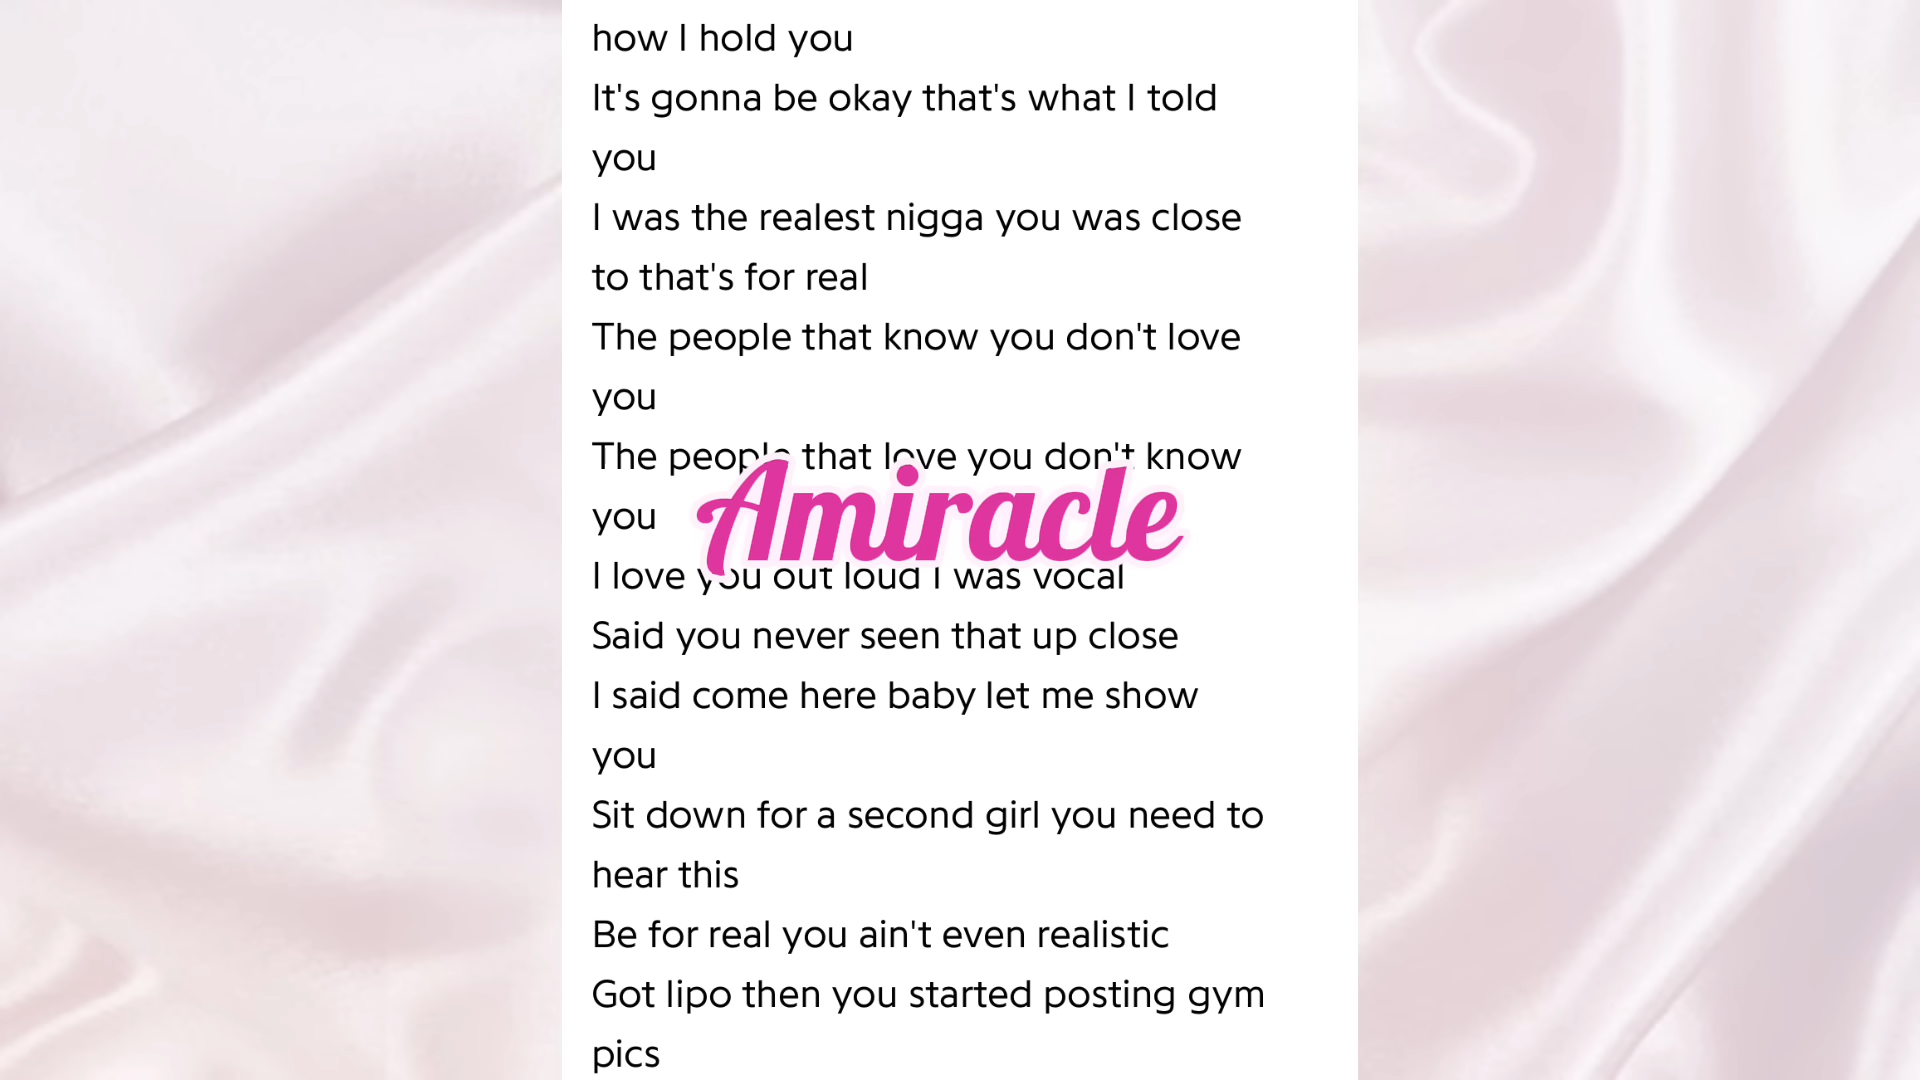 how I hold you
It's gonna be okay that's what I told
you
I was the realest nigga you was close
to that's for real
The people that know you don't love
you
The people that love you don't know
you
Amiracle
I love you out loud I was vocal
Said you never seen that up close
I said come here baby let me show
you
Sit down for a second girl you need to
hear this
Be for real you ain't even realistic
Got lipo then you started posting gym
pics